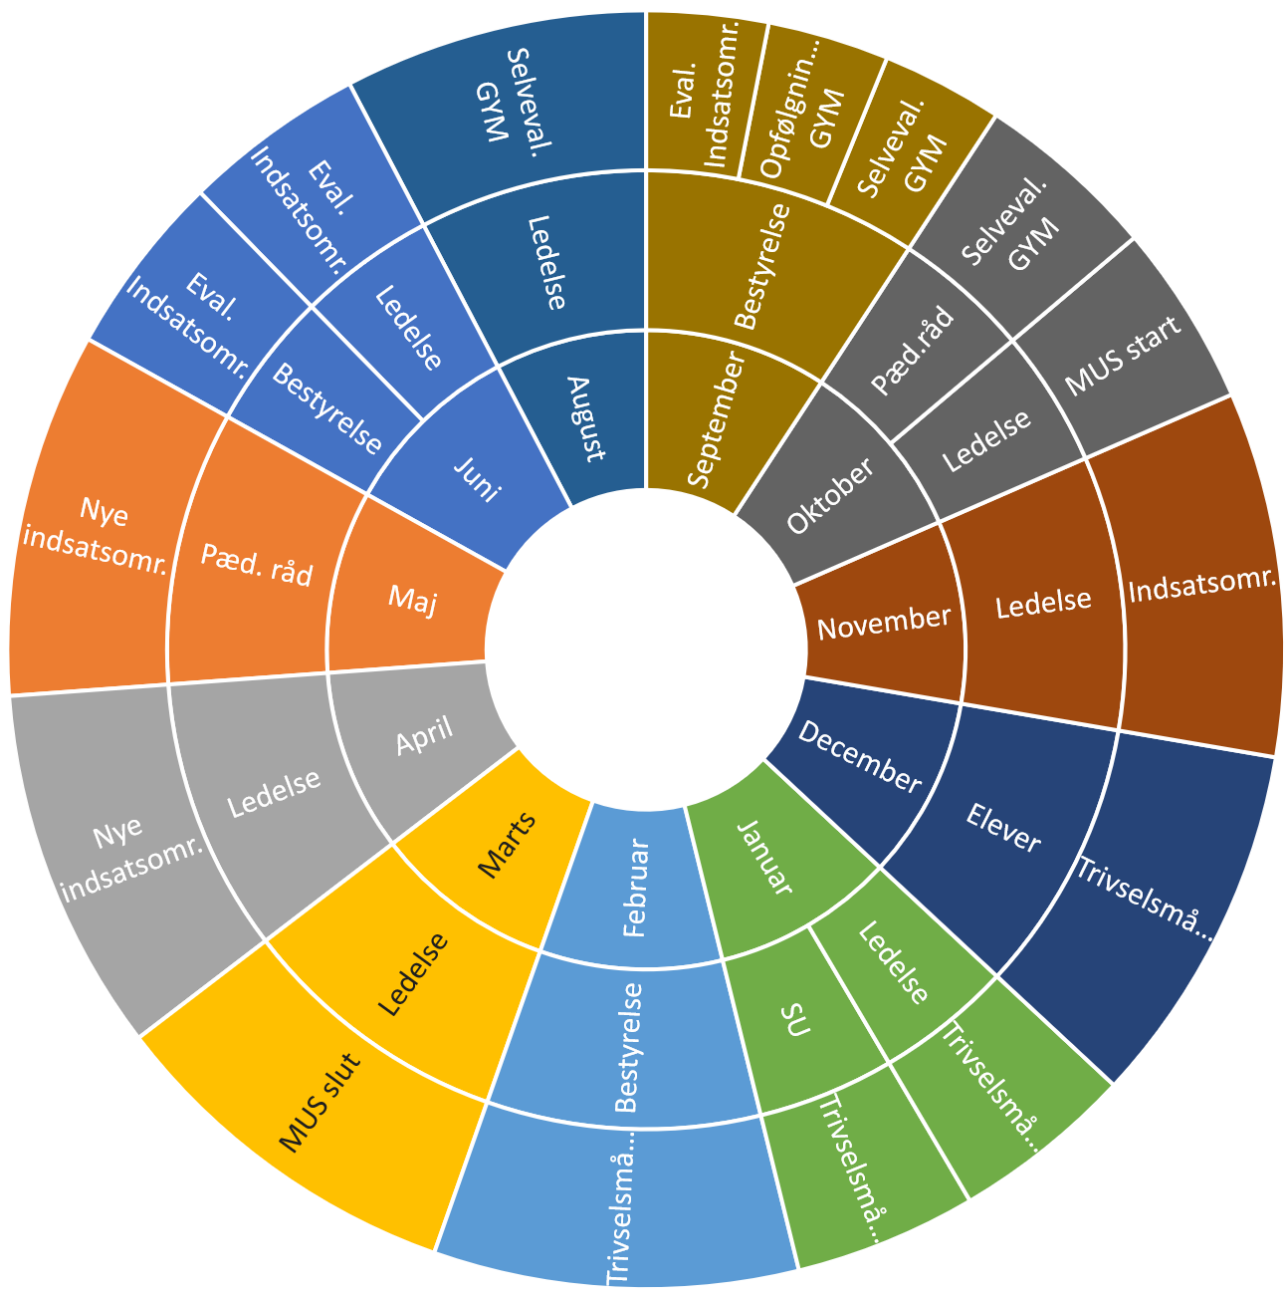 September
Bestyrelse
Eval.
Indsatsomr.
Opfølgnin...
GYM
Selveval.
GYM
Oktober
Pæd.råd
Selveval.
GYM
Ledelse
MUS start
November
Ledelse
Indsatsomr.
December
Elever
Trivselsmå...
Januar
Ledelse
Trivselsmå...
SU
Trivselsmå...
Februar
Bestyrelse
Trivselsmå...
Marts
Ledelse
MUS slut
April
Ledelse
Nye
indsatsomr.
Maj
Pæd. råd
Nye
indsatsomr.
Juni
Bestyrelse
Eval.
Indsatsomr.
Ledelse
Eval.
Indsatsomr.
August
Ledelse
Selveval.
GYM